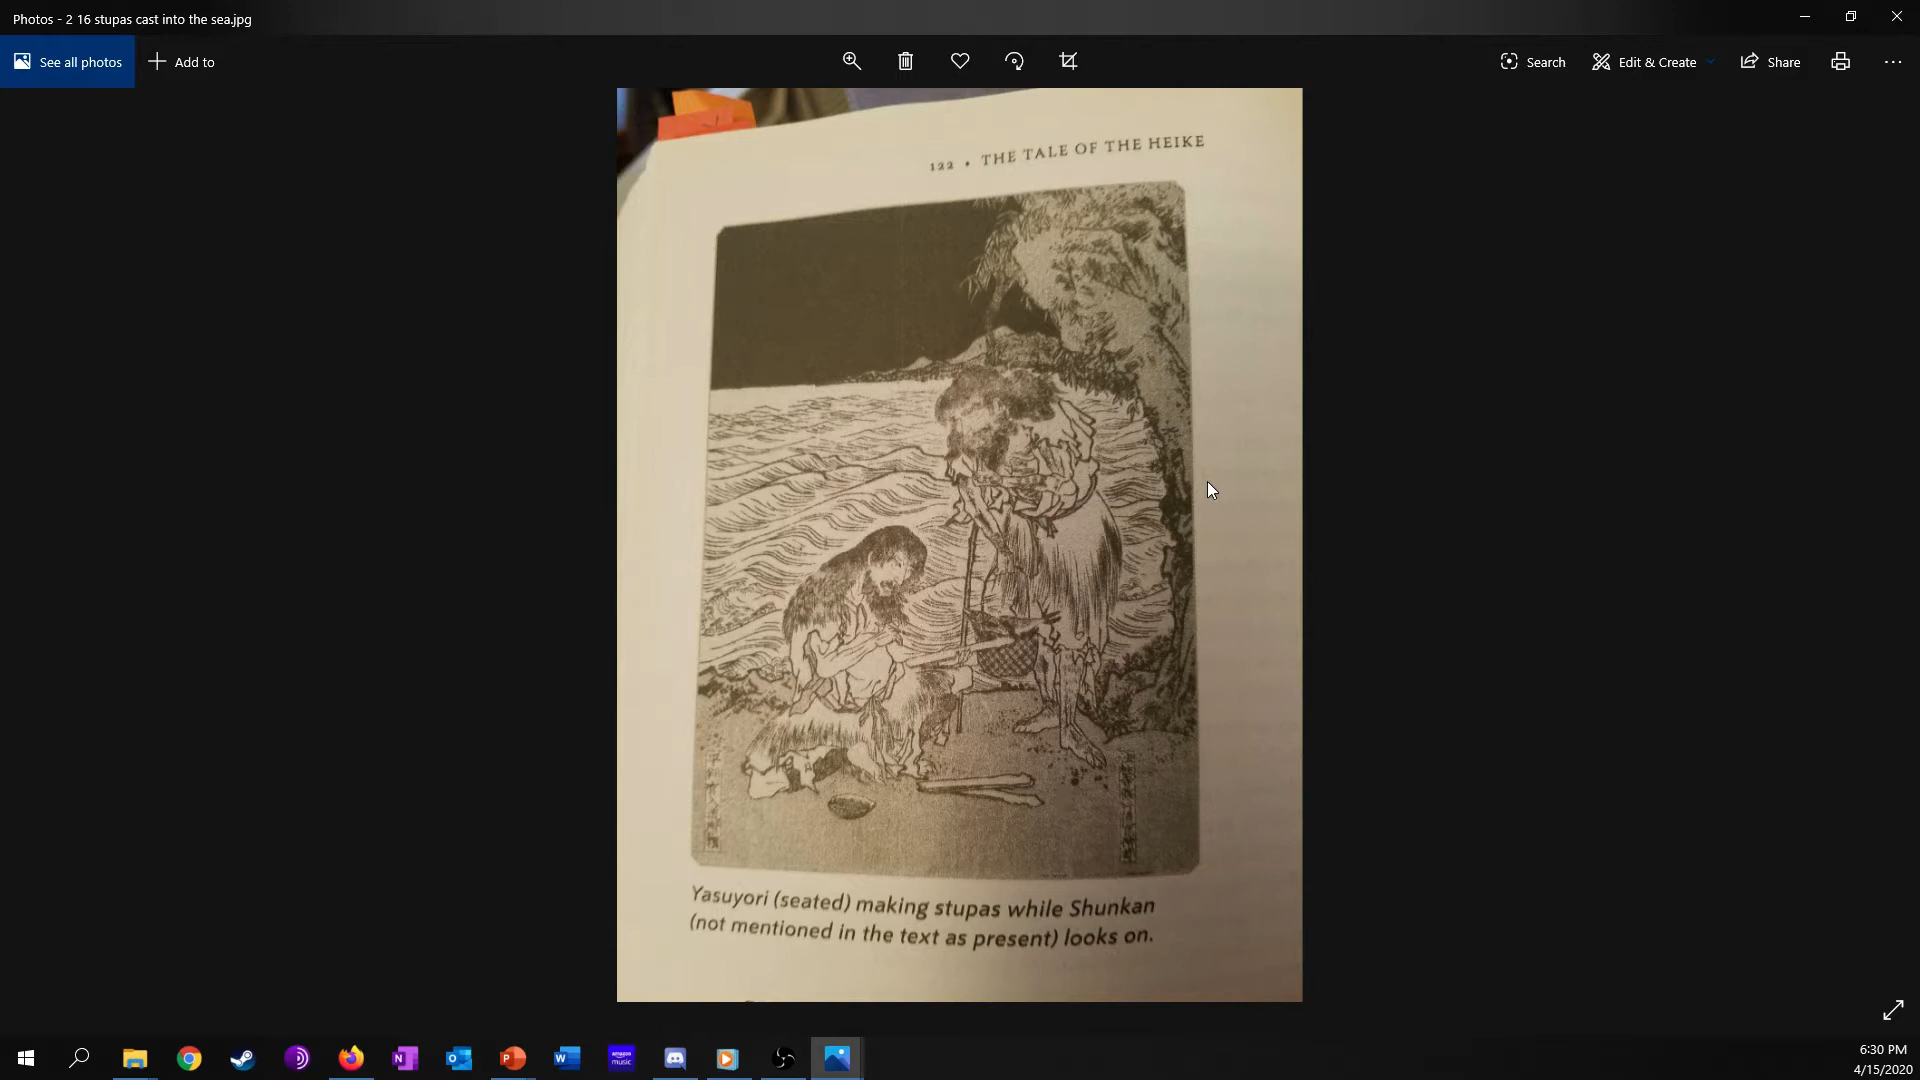 Photos - 2 16 stupas cast into the sea.jpg
See all photos
Add to
Search
Edit & Create
Share
122 • THE TALE OF THE HEIKE
Yasuyori (seated) making stupas while Shunkan
(not mentioned in the text as present) looks on.
amazon
music
6:30 PM
4/15/2020